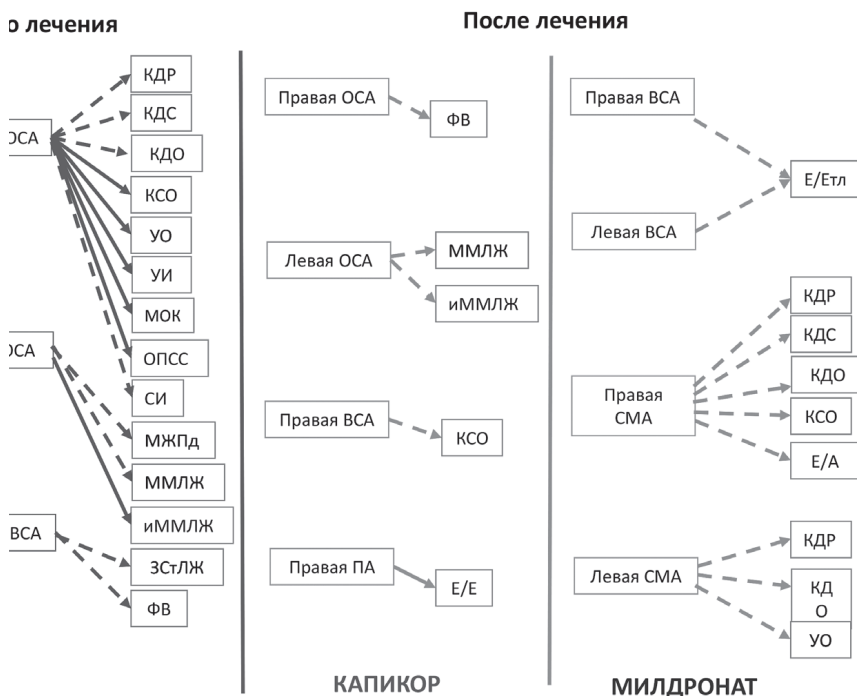 о лечения
После лечения
ОСА
КДР
КДС
КДО
КСО
УО
УИ
МОК
ОПСС
СИ
ОСА
МЖПд
ММЛЖ
иММЛЖ
ВСА
ЗСтЛЖ
ФВ
Правая ОСА
ФВ
Левая ОСА
ММЛЖ
иММЛЖ
Правая ВСА
КСО
Правая ПА
Е/Е
КАПИКОР
Правая ВСА
Е/Етл
Левая ВСА
Правая
СМА
КДР
КДС
КДО
КСО
Е/А
Левая СМА
КДР
КД
О
УО
МИЛДРОНАТ